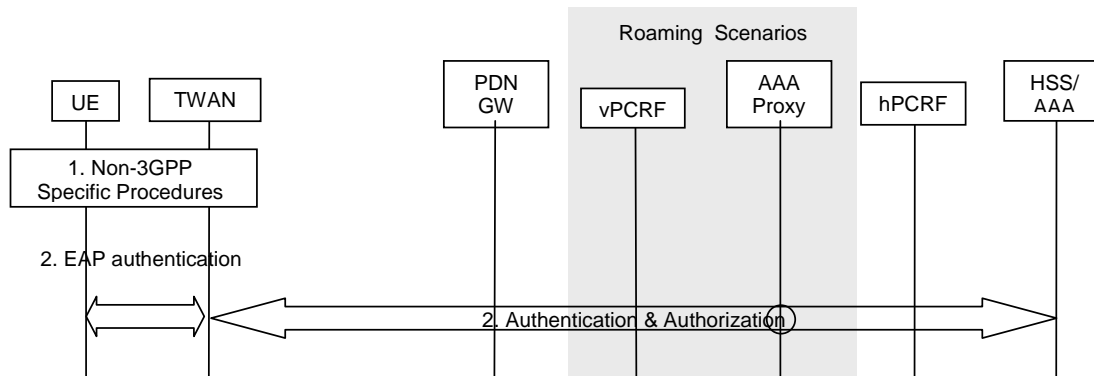 Roaming Scenarios
UE
TWAN
PDN
GW
vPCRF
AAA
Proxy
hPCRF
HSS/
AAA
1. Non-3GPP
Specific Procedures
2. EAP authentication
2. Authentication & Authorization